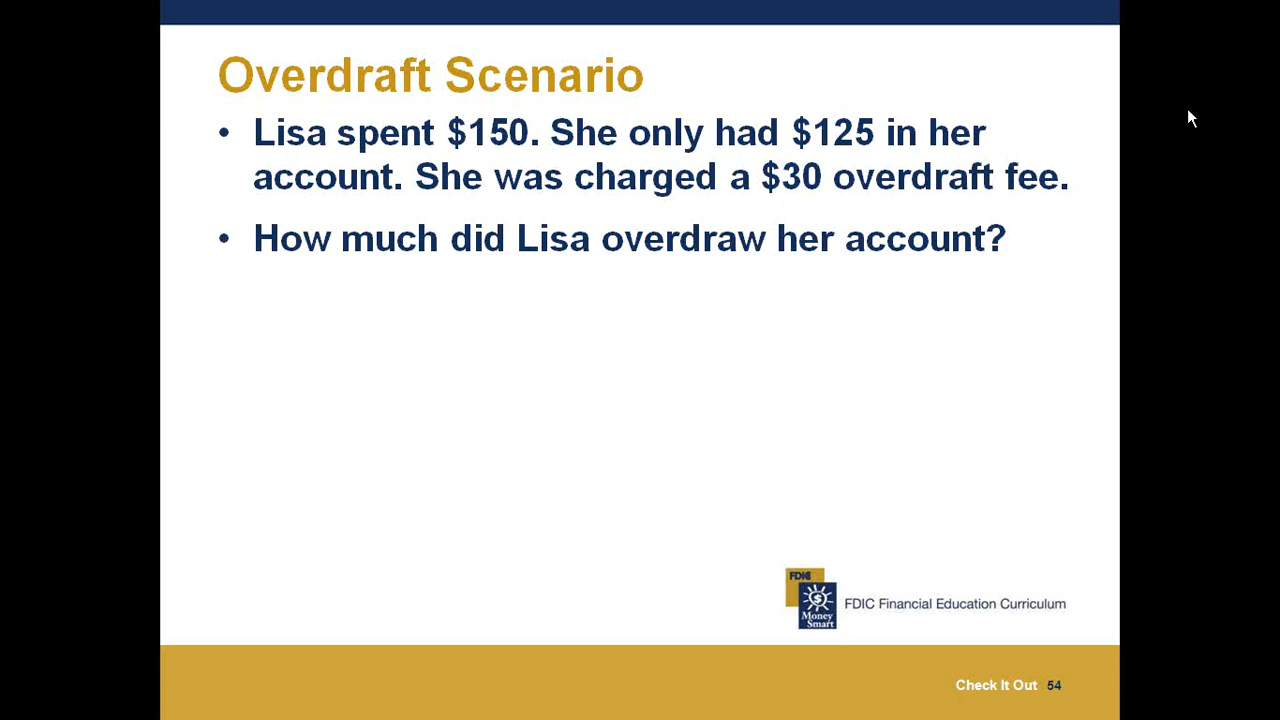 Overdraft Scenario
• Lisa spent $150. She only had $125 in her
account. She was charged a $30 overdraft fee.
• How much did Lisa overdraw her account?
FDIC
$
Money
Smart
FDIC Financial Education Curriculum
Check It Out 54